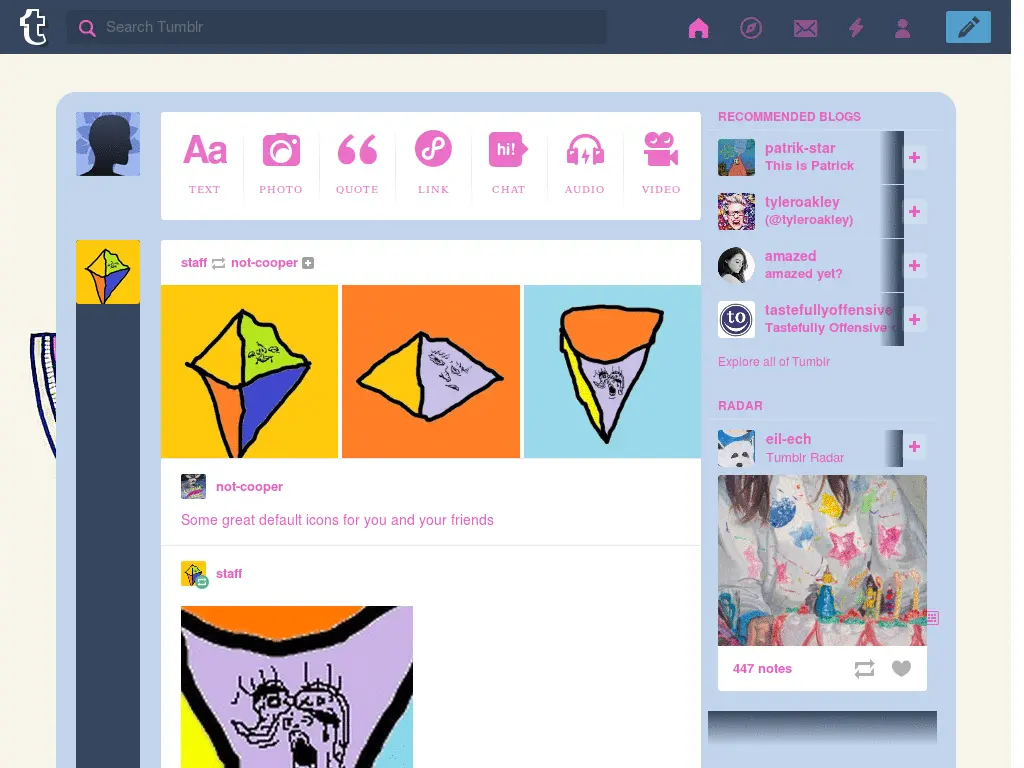 t
Search Tumblr
Aa
hi!
TEXT
PHOTO
QUOTE
LINK
CHAT
AUDIO
VIDEO
staff not-cooper
not-cooper
Some great default icons for you and your friends
staff
RECOMMENDED BLOGS
patrik-star
This is Patrick
tyleroakley
(@tyleroakley)
amazed
amazed yet?
to
tastefullyoffensive
Tastefully Offensive
Explore all of Tumblr
RADAR
eil-ech
Tumblr Radar
447 notes